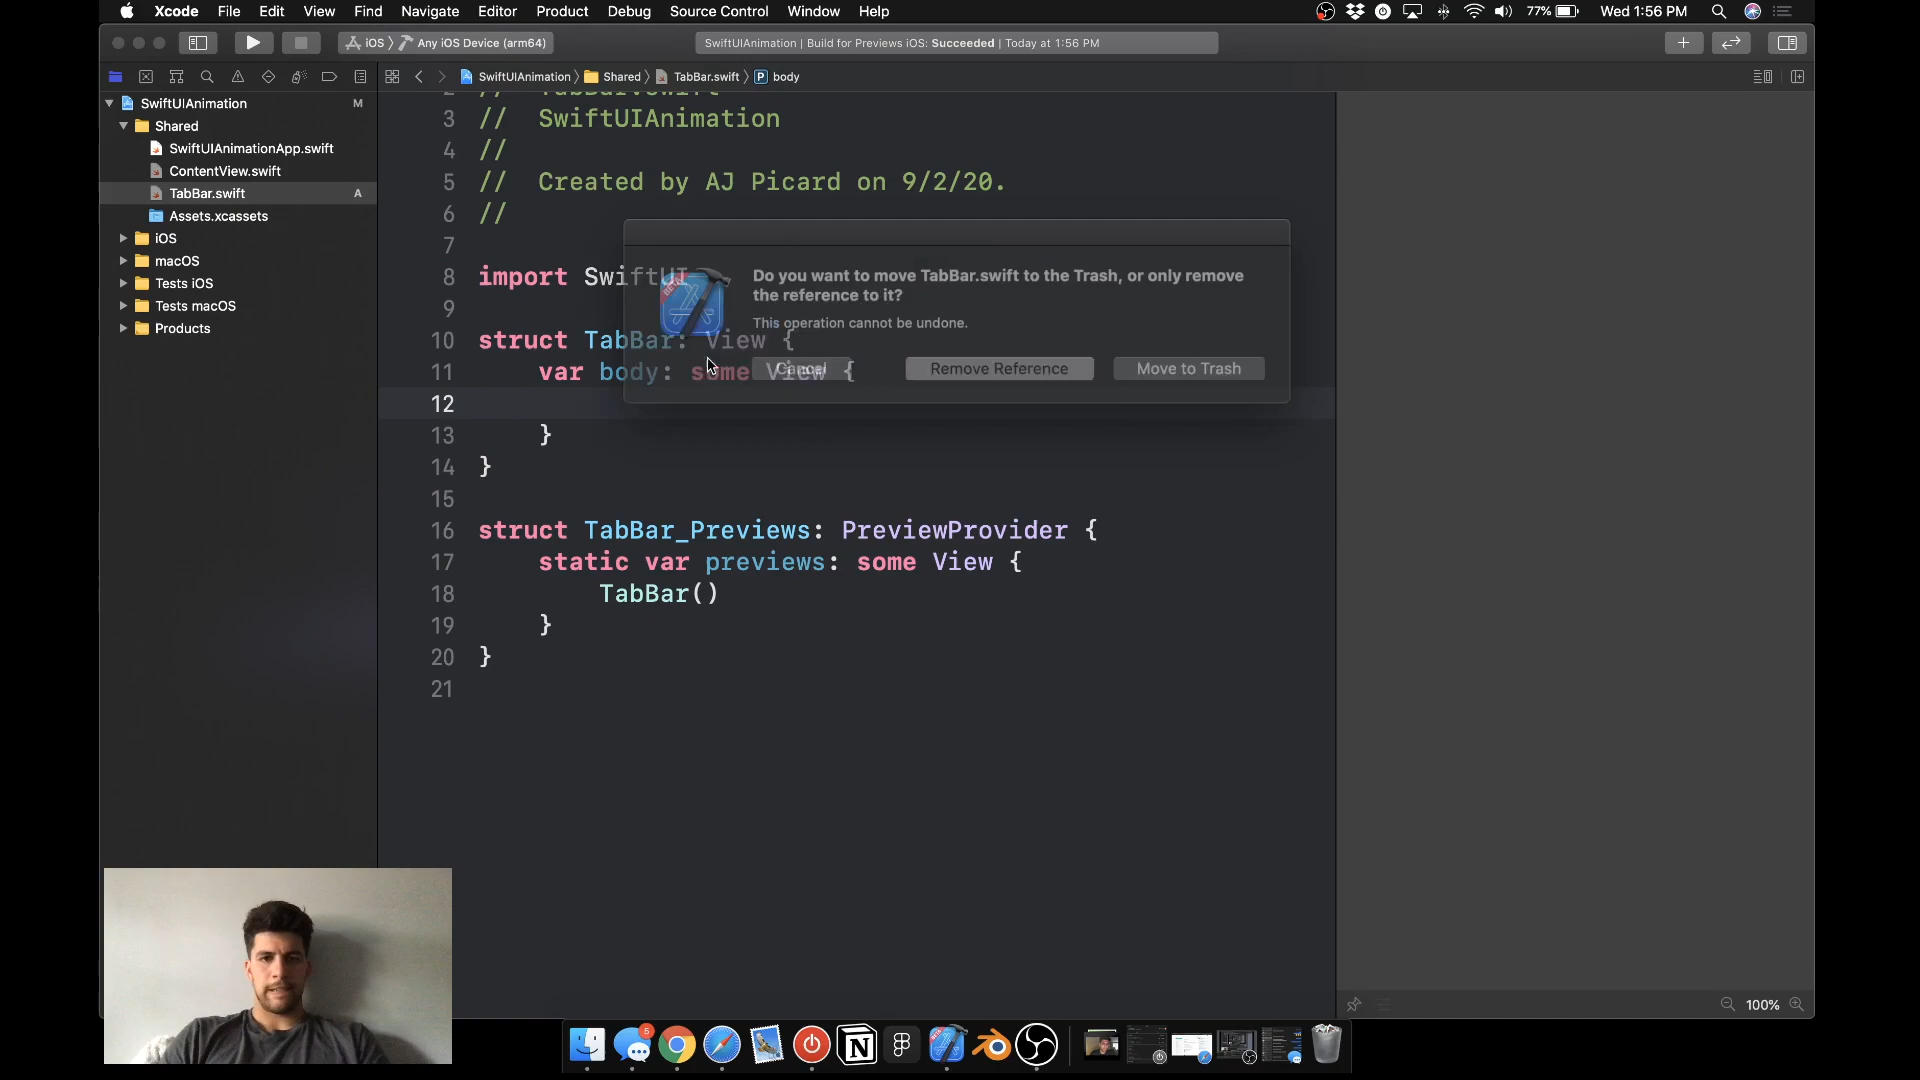 Xcode File Edit View Find Navigate Editor Product Debug Source Control Window Help
77% Wed 1:56 PM
iOS Any iOS Device (arm64)
SwiftUIAnimation | Build for Previews iOS: Succeeded | Today at 1:56 PM
SwiftUIAnimation Shared TabBar.swift P body
SwiftUIAnimation M
Shared
SwiftUIAnimationApp.swift
ContentView.swift
TabBar.swift A
Assets.xcassets
iOS
macOS
Tests iOS
Tests macOS
Products
2 // TabBar.swift
3 // SwiftUIAnimation
4 //
5 // Created by AJ Picard on 9/2/20.
6 //
7
8 import SwiftUI
9
10 struct TabBar: View {
11 var body: some View {
12
13 }
14 }
15
16 struct TabBar_Previews: PreviewProvider {
17 static var previews: some View {
18 TabBar()
19 }
20 }
21
BETA
Do you want to move TabBar.swift to the Trash, or only remove
the reference to it?
This operation cannot be undone.
Cancel Remove Reference Move to Trash
100%
5
N